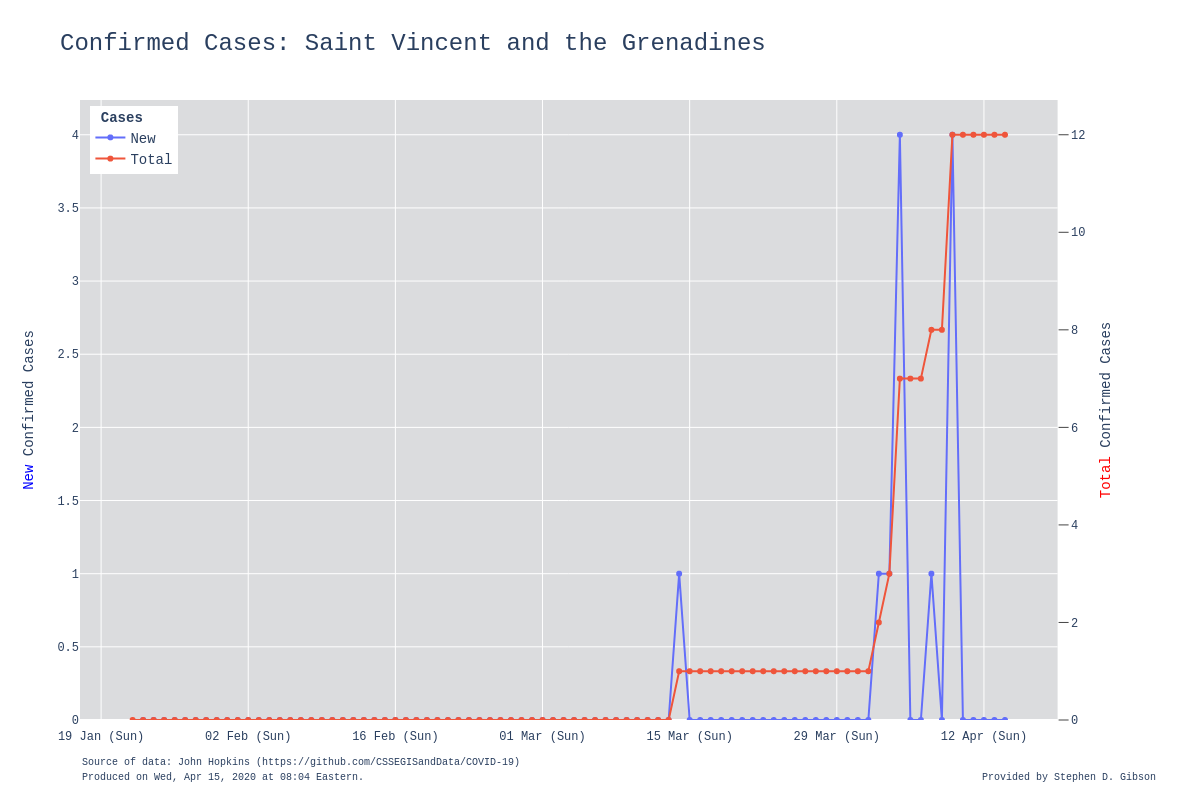 Confirmed Cases: Saint Vincent and the Grenadines
Cases
New
Total
4
3.5
3
2.5
2
1.5
1
0.5
0
12
10
8
6
4
2
0
New Confirmed Cases
Total Confirmed Cases
19 Jan (Sun) 02 Feb (Sun) 16 Feb (Sun) 01 Mar (Sun) 15 Mar (Sun) 29 Mar (Sun) 12 Apr (Sun)
Source of data: John Hopkins (https://github.com/CSSEGISandData/COVID-19)
Produced on Wed, Apr 15, 2020 at 08:04 Eastern.
Provided by Stephen D. Gibson